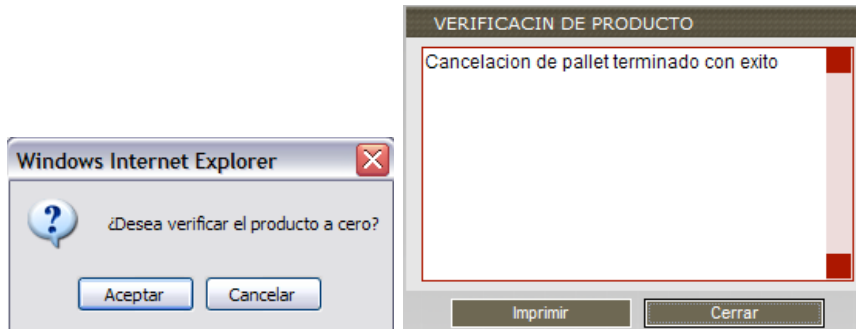 Windows Internet Explorer
¿Desea verificar el producto a cero?
Aceptar
Cancelar
VERIFICACIN DE PRODUCTO
Cancelacion de pallet terminado con exito
Imprimir
Cerrar